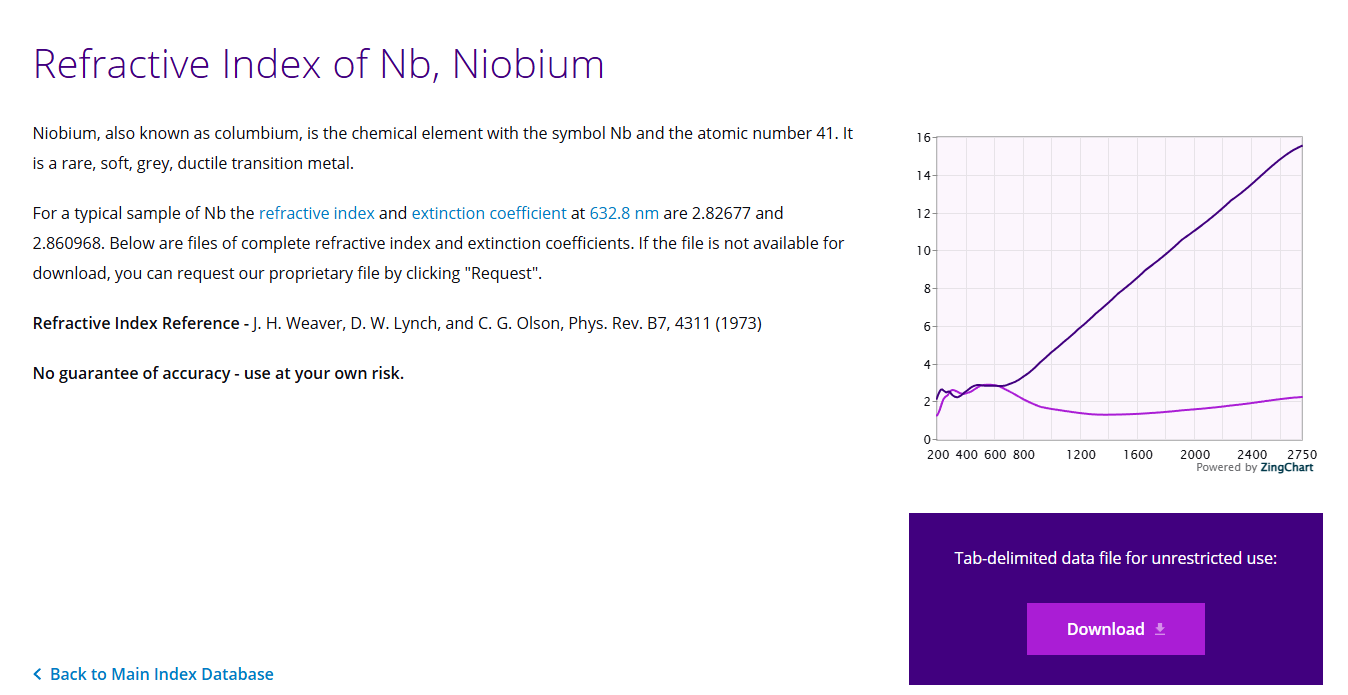 Refractive Index of Nb, Niobium
Niobium, also known as columbium, is the chemical element with the symbol Nb and the atomic number 41. It
is a rare, soft, grey, ductile transition metal.
For a typical sample of Nb the refractive index and extinction coefficient at 632.8 nm are 2.82677 and
2.860968. Below are files of complete refractive index and extinction coefficients. If the file is not available for
download, you can request our proprietary file by clicking "Request".
Refractive Index Reference - J. H. Weaver, D. W. Lynch, and C. G. Olson, Phys. Rev. B7, 4311 (1973)
No guarantee of accuracy - use at your own risk.
Back to Main Index Database
16
14
12
10
8
6
4
2
0
200 400 600 800 1200 1600 2000 2400 2750
Powered by ZingChart
Tab-delimited data file for unrestricted use:
Download